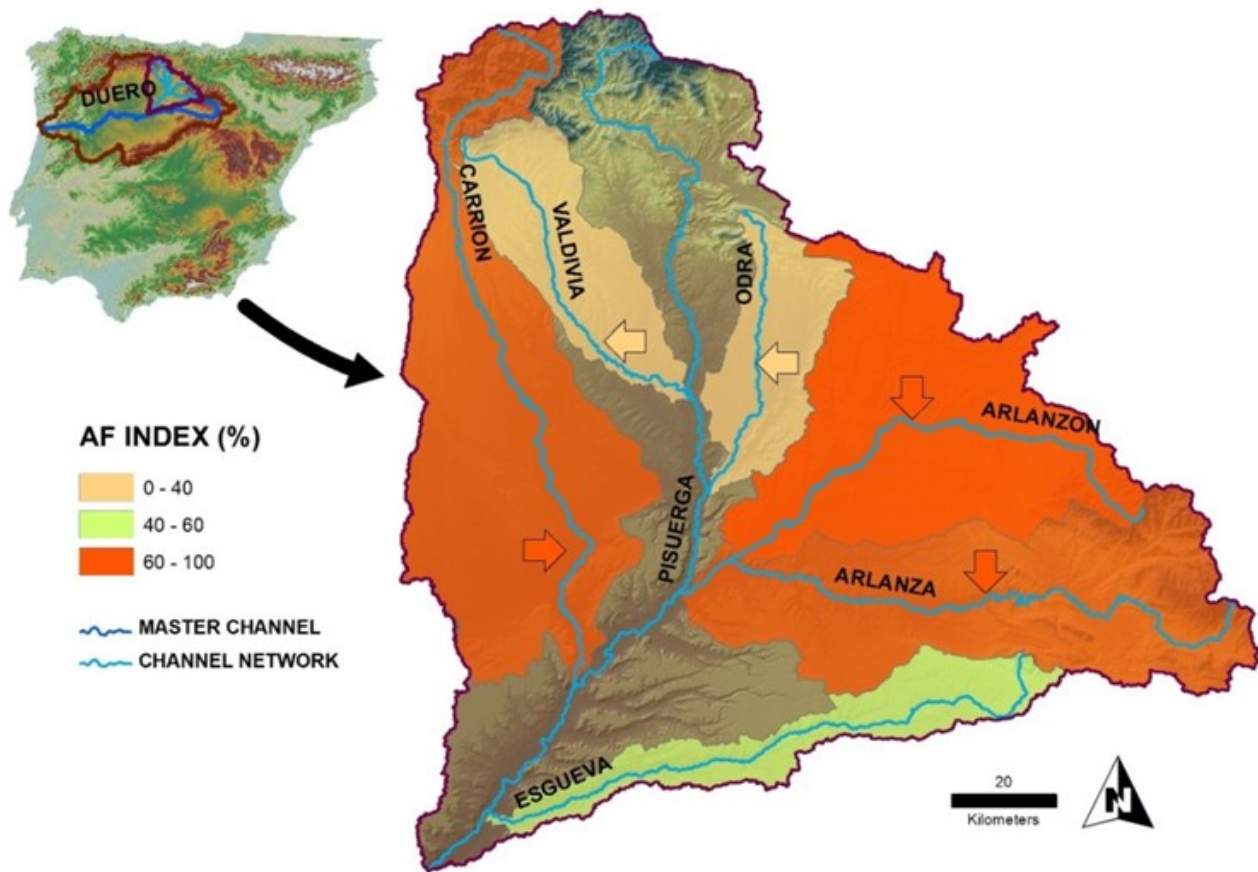 DUERO
CARRION
VALDIVIA
ODRA
ARLANZON
PISUERGA
ARLANZA
ESGUEVA
AF INDEX (%)
0 - 40
40 - 60
60 - 100
MASTER CHANNEL
CHANNEL NETWORK
20
Kilometers
N